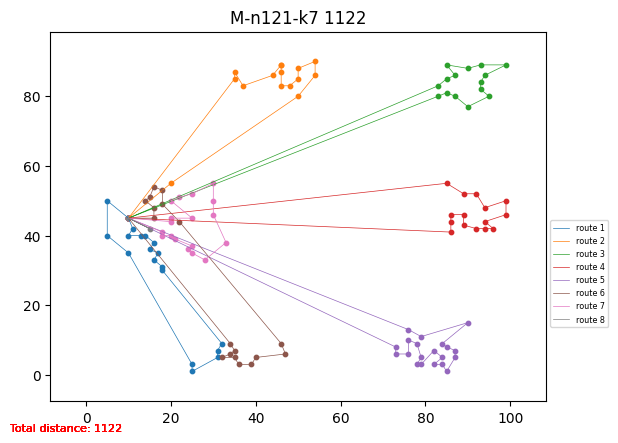 M-n121-k7 1122
80
60
40
20
0
0
20
40
60
80
100
route 1
route 2
route 3
route 4
route 5
route 6
route 7
route 8
Total distance: 1122